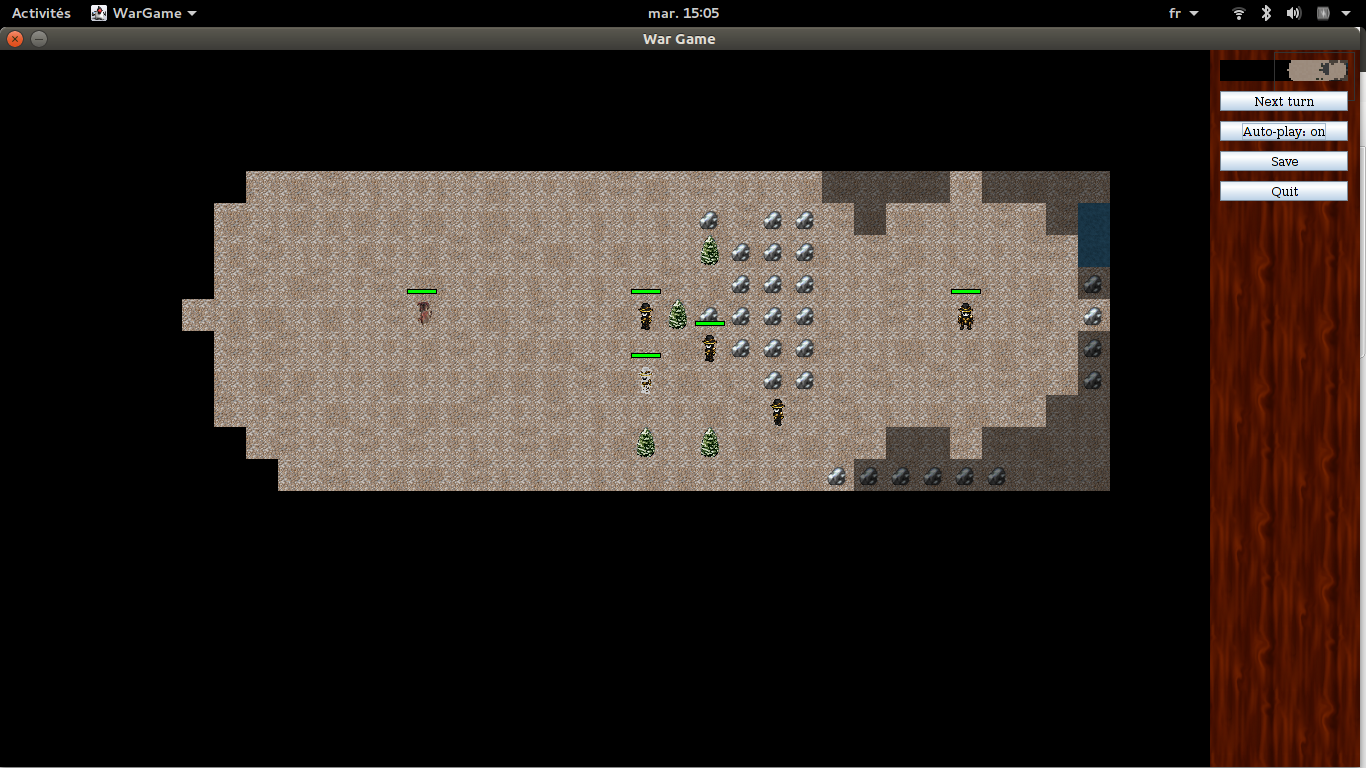 Activités WarGame mar. 15:05 fr
War Game
Next turn
Auto-play: on
Save
Quit